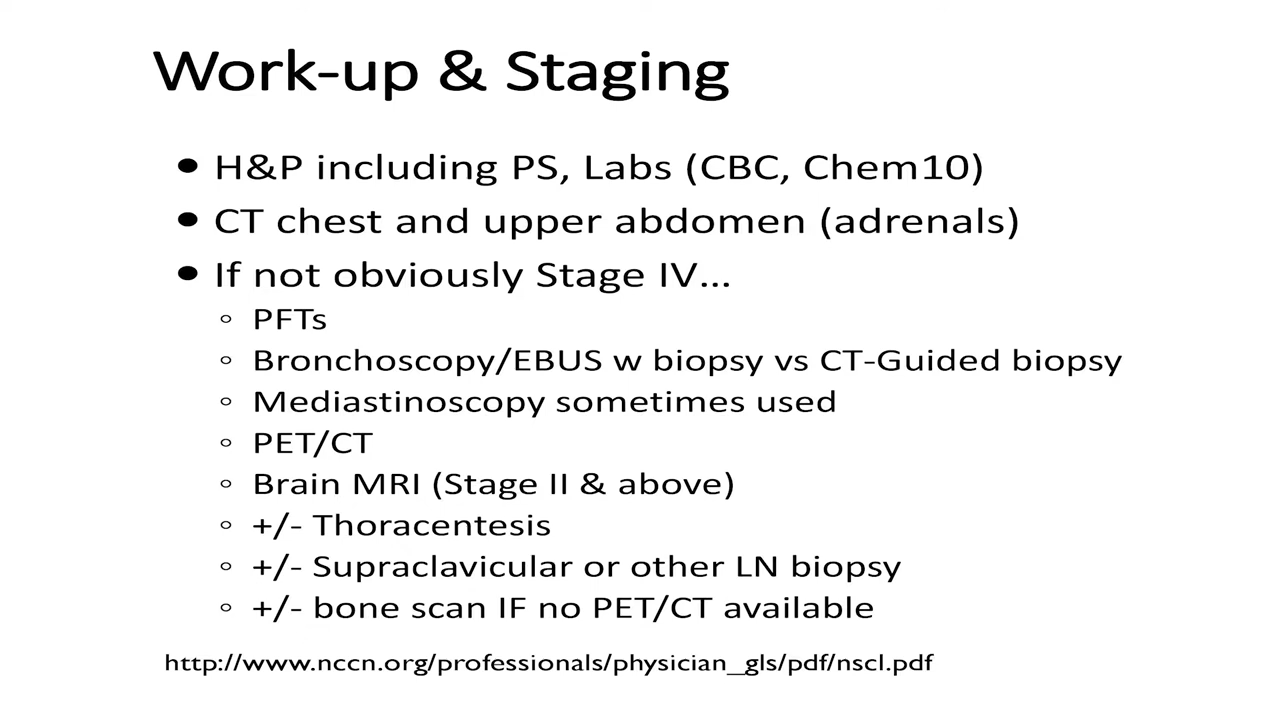 Work-up & Staging
• H&P including PS, Labs (CBC, Chem10)
• CT chest and upper abdomen (adrenals)
• If not obviously Stage IV...
◦ PFTs
◦ Bronchoscopy/EBUS w biopsy vs CT-Guided biopsy
◦ Mediastinoscopy sometimes used
◦ PET/CT
◦ Brain MRI (Stage II & above)
◦ +/- Thoracentesis
◦ +/- Supraclavicular or other LN biopsy
◦ +/- bone scan IF no PET/CT available
http://www.nccn.org/professionals/physician_gls/pdf/nscl.pdf